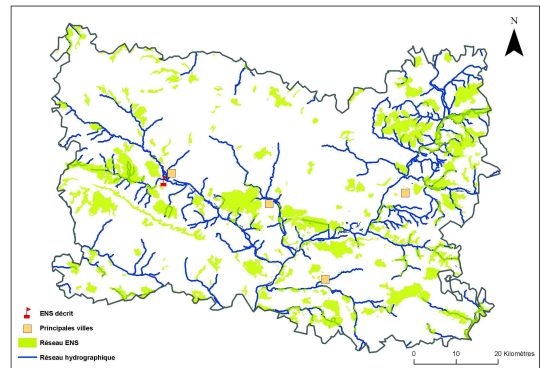 N
ENS décrit
Principales villes
Réseau ENS
Réseau hydrographique
0 10 20 Kilomètres